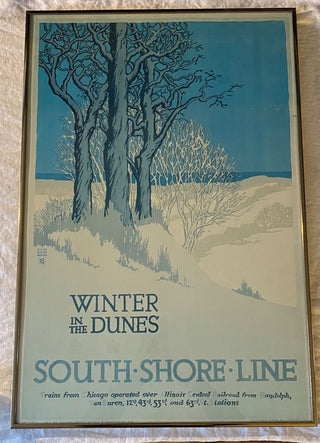 WINTER
IN THE DUNES
SOUTH·SHORE·LINE
Trains from Chicago operated over Illinois Central Railroad from Randolph,
Van Buren, 12th, 43rd, 53rd and 63rd St. Stations